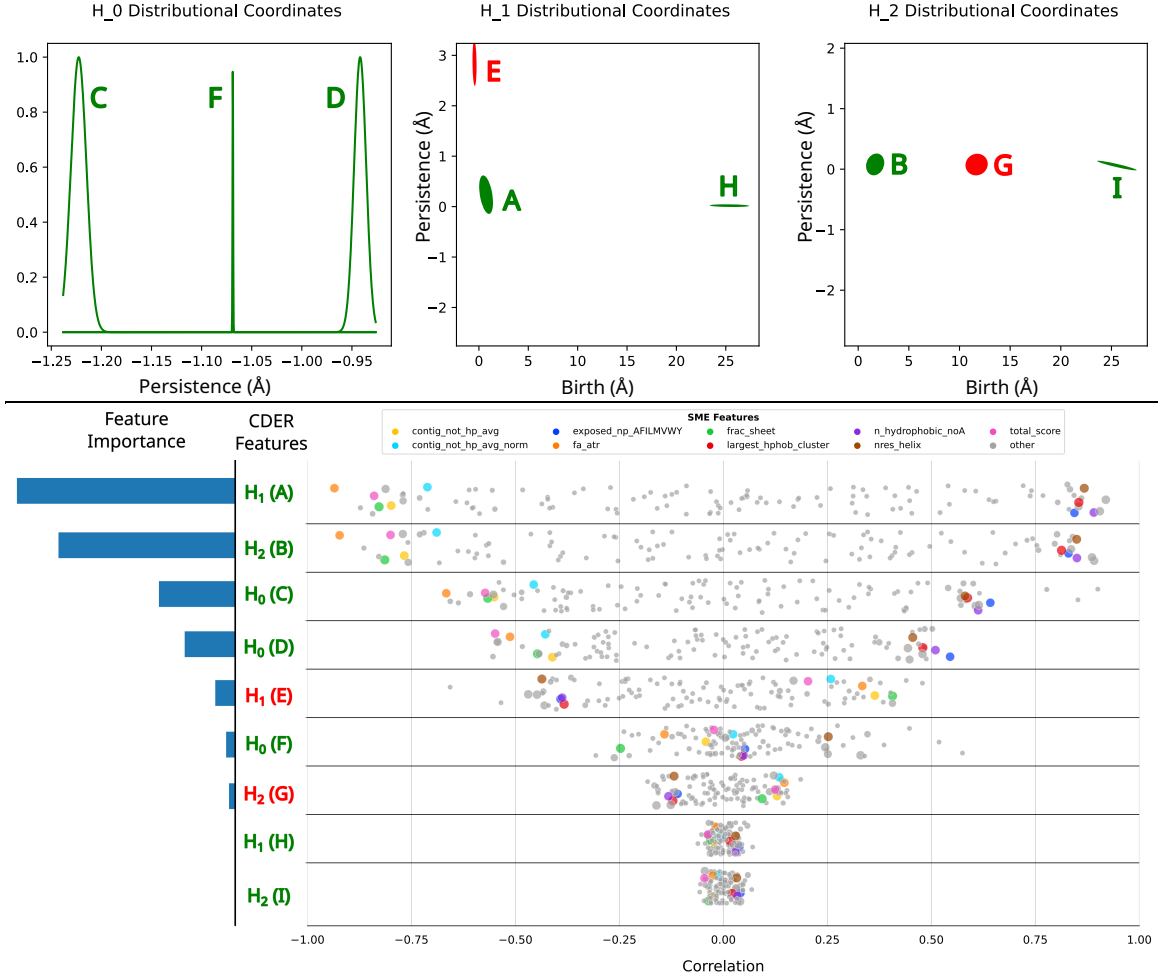 H_0 Distributional Coordinates
H_1 Distributional Coordinates
H_2 Distributional Coordinates
1.0
0.8
0.6
0.4
0.2
0.0
C
F
D
−1.25 −1.20 −1.15 −1.10 −1.05 −1.00 −0.95
Persistence (Å)
3
2
1
0
−1
−2
Persistence (Å)
E
A
H
0 5 10 15 20 25
Birth (Å)
2
1
0
−1
−2
Persistence (Å)
B
G
I
0 5 10 15 20 25
Birth (Å)
Feature
Importance
CDER
Features
SME Features
contig_not_hp_avg
contig_not_hp_avg_norm
exposed_np_AFILMVWY
fa_atr
frac_sheet
largest_hphob_cluster
n_hydrophobic_noA
nres_helix
total_score
other
H₁ (A)
H₂ (B)
H₀ (C)
H₀ (D)
H₁ (E)
H₀ (F)
H₂ (G)
H₁ (H)
H₂ (I)
−1.00 −0.75 −0.50 −0.25 0.00 0.25 0.50 0.75 1.00
Correlation